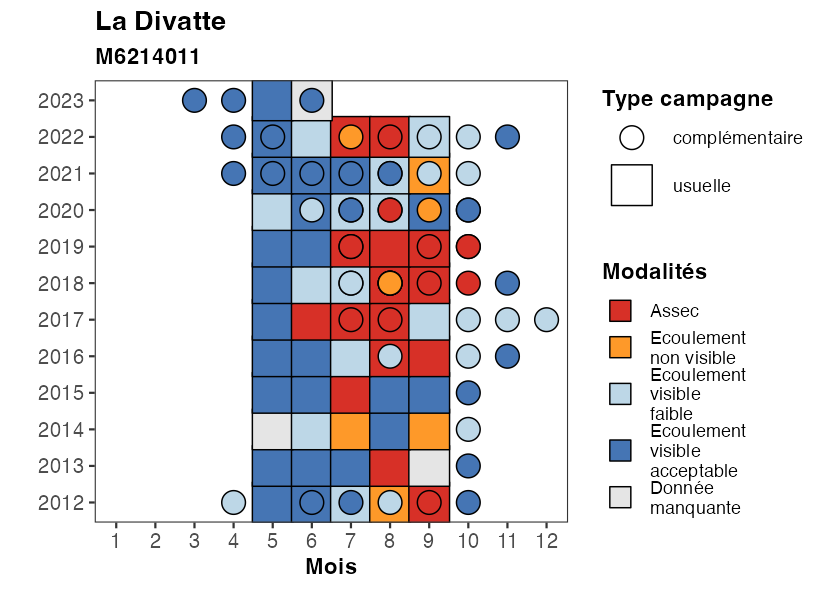 La Divatte
M6214011
2023
2022
2021
2020
2019
2018
2017
2016
2015
2014
2013
2012
1 2 3 4 5 6 7 8 9 10 11 12
Mois
Type campagne
complémentaire
usuelle
Modalités
Assec
Ecoulement
non visible
Ecoulement
visible
faible
Ecoulement
visible
acceptable
Donnée
manquante